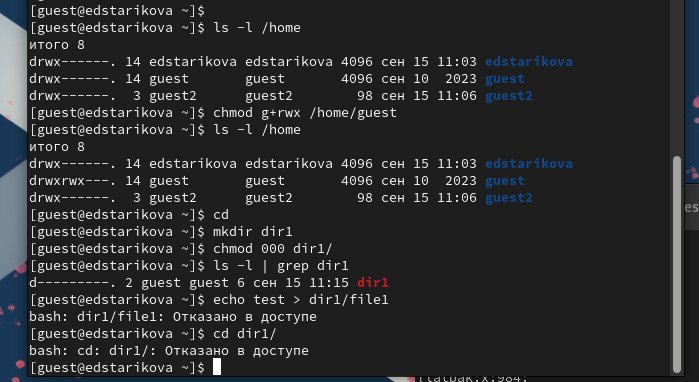 [guest@edstarikova ~]$
[guest@edstarikova ~]$ ls -l /home
итого 8
drwx------. 14 edstarikova edstarikova 4096 сен 15 11:03 edstarikova
drwx------. 14 guest       guest       4096 сен 10  2023 guest
drwx------.  3 guest2      guest2        98 сен 15 11:06 guest2
[guest@edstarikova ~]$ chmod g+rwx /home/guest
[guest@edstarikova ~]$ ls -l /home
итого 8
drwx------. 14 edstarikova edstarikova 4096 сен 15 11:03 edstarikova
drwxrwx---. 14 guest       guest       4096 сен 10  2023 guest
drwx------.  3 guest2      guest2        98 сен 15 11:06 guest2
[guest@edstarikova ~]$ cd
[guest@edstarikova ~]$ mkdir dir1
[guest@edstarikova ~]$ chmod 000 dir1/
[guest@edstarikova ~]$ ls -l | grep dir1
d---------. 2 guest guest 6 сен 15 11:15 dir1
[guest@edstarikova ~]$ echo test > dir1/file1
bash: dir1/file1: Отказано в доступе
[guest@edstarikova ~]$ cd dir1/
bash: cd: dir1/: Отказано в доступе
[guest@edstarikova ~]$